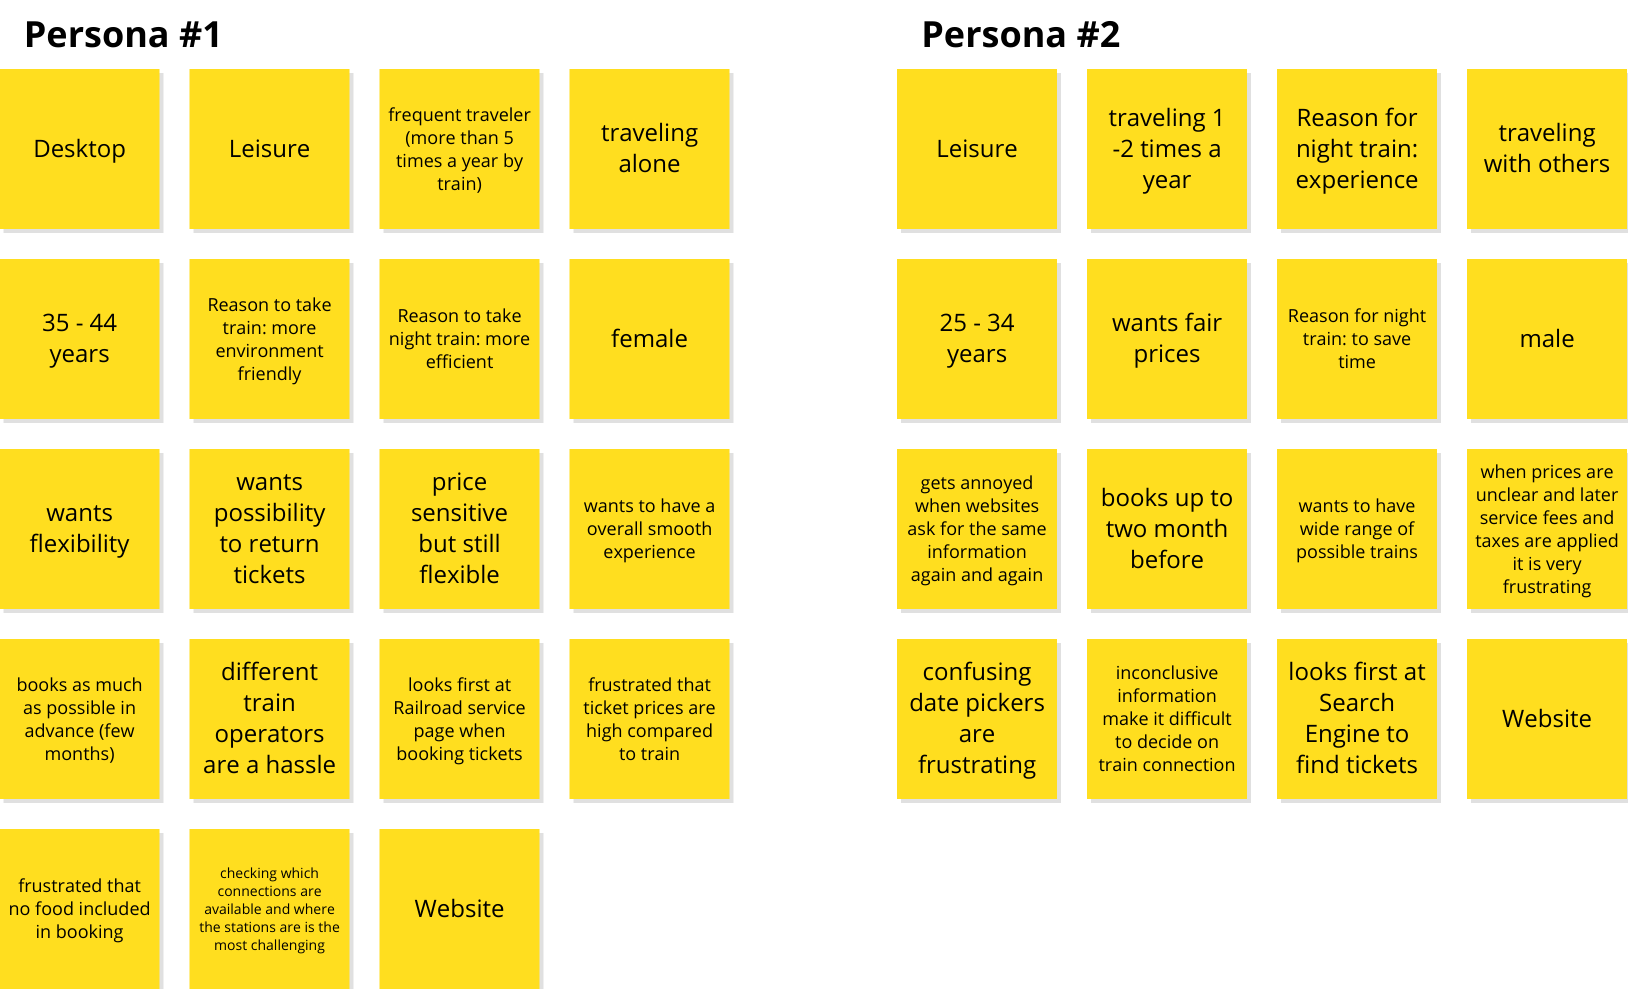 Persona #1
Desktop
Leisure
frequent traveler
(more than 5
times a year by
train)
traveling
alone
35 - 44
years
Reason to take
train: more
environment
friendly
Reason to take
night train: more
efficient
female
wants
flexibility
wants
possibility
to return
tickets
price
sensitive
but still
flexible
wants to have a
overall smooth
experience
books as much
as possible in
advance (few
months)
different
train
operators
are a hassle
looks first at
Railroad service
page when
booking tickets
frustrated that
ticket prices are
high compared
to train
frustrated that
no food included
in booking
checking which
connections are
available and where
the stations are is the
most challenging
Website
Persona #2
Leisure
traveling 1
-2 times a
year
Reason for
night train:
experience
traveling
with others
25 - 34
years
wants fair
prices
Reason for night
train: to save
time
male
gets annoyed
when websites
ask for the same
information
again and again
books up to
two month
before
wants to have
wide range of
possible trains
when prices are
unclear and later
service fees and
taxes are applied
it is very
frustrating
confusing
date pickers
are
frustrating
inconclusive
information
make it difficult
to decide on
train connection
looks first at
Search
Engine to
find tickets
Website